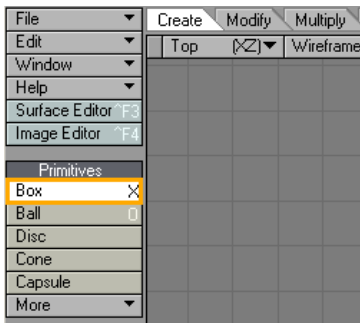 File
Edit
Window
Help
Surface Editor ^F3
Image Editor ^F4
Primitives
Box X
Ball O
Disc
Cone
Capsule
More
Create Modify Multiply
Top (XZ) Wireframe